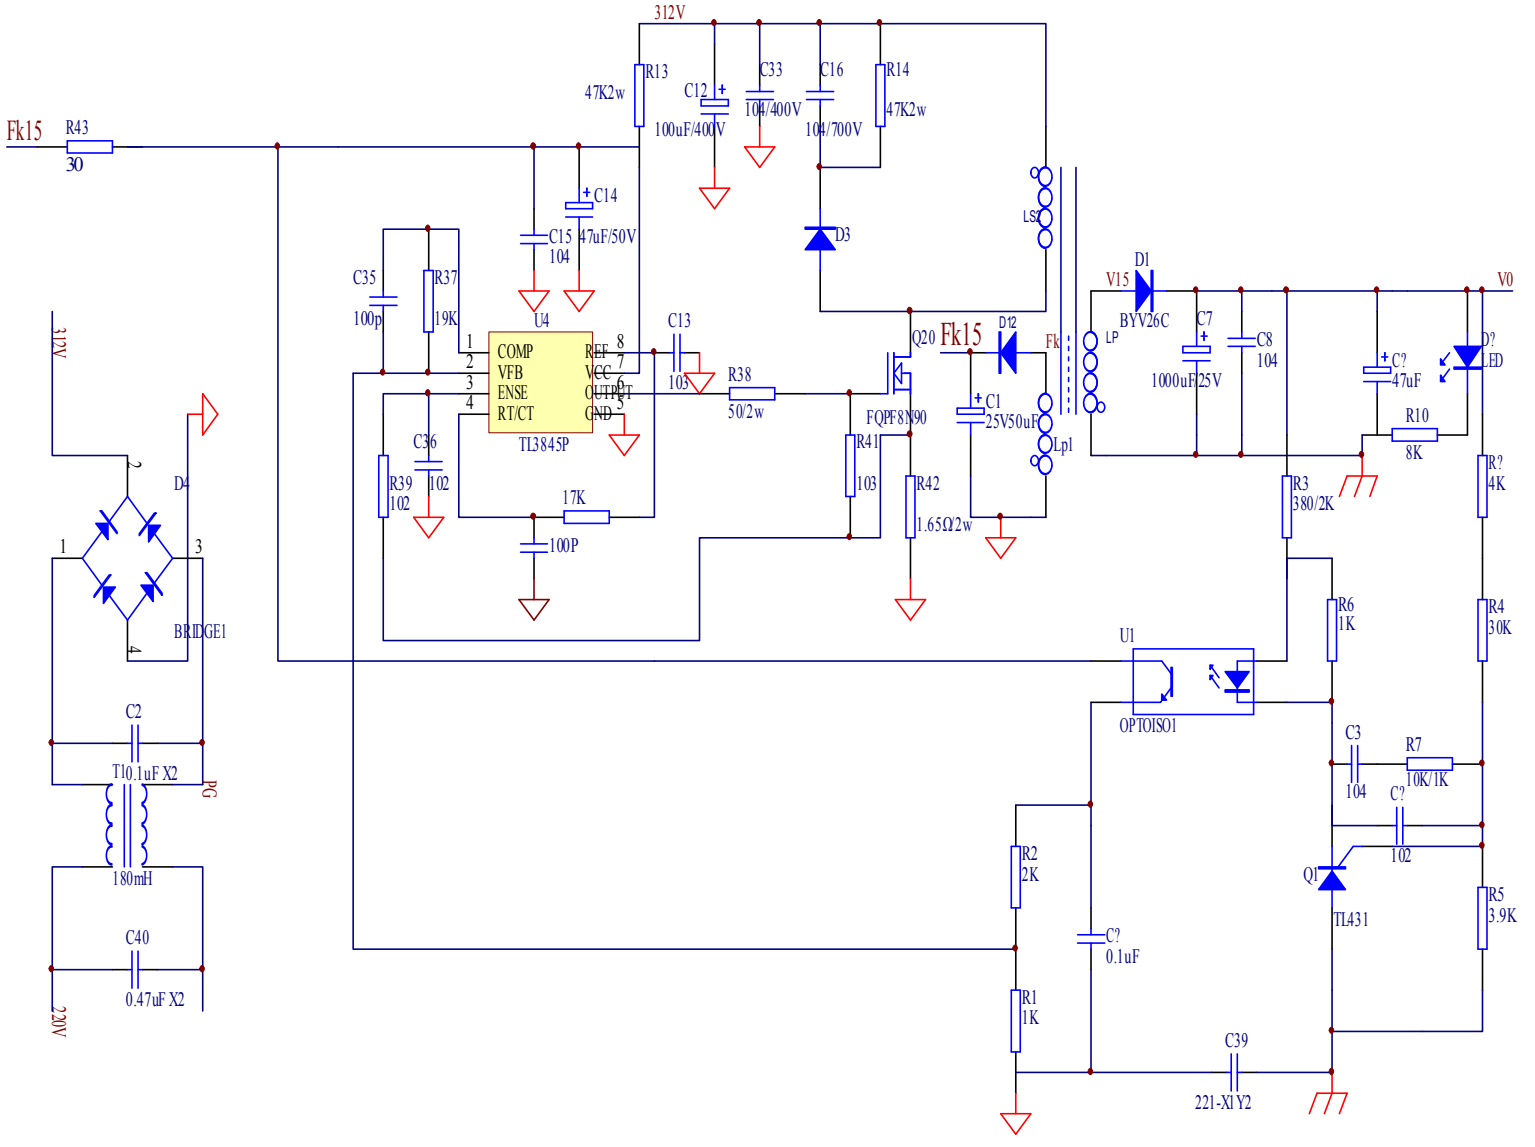 312V
R13
47K2w
C12
+
100uF/400V
C33
104/400V
C16
104/700V
R14
47K2w
Fk15
R43
30
C14
+
47uF/50V
C15
104
D3
LS2
C35
100p
R37
19K
U4
1
COMP
2
VFB
3
ENSE
4
RT/CT
REF
8
VCC
7
OUTPUT
6
GND
5
TL3845P
C13
103
R38
50/2w
Q20
FQPF8N90
Fk15
D12
Fk
LP
C1
+
25V50uF
Lp1
V15
D1
BYV26C
C7
+
1000uF/25V
C8
104
V0
C?
+
47uF
D?
LED
R10
8K
R?
4K
R3
380/2K
R4
30K
R6
1K
R39
102
C36
102
17K
100P
R41
103
R42
1.65Ω/2w
312V
2
D4
1
3
4
BRIDGE1
C2
0.1uF X2
T1
PG
180mH
C40
0.47uF X2
220V
U1
OPTOISO1
C3
104
R7
10K/1K
C?
102
Q1
TL431
R5
3.9K
R2
2K
C?
0.1uF
R1
1K
C39
221-X1Y2